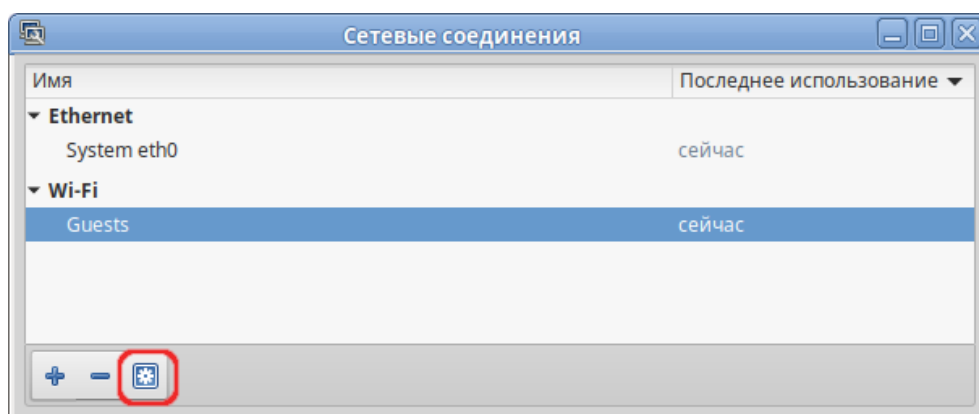 Сетевые соединения
Имя Последнее использование
Ethernet
System eth0 сейчас
Wi-Fi
Guests сейчас